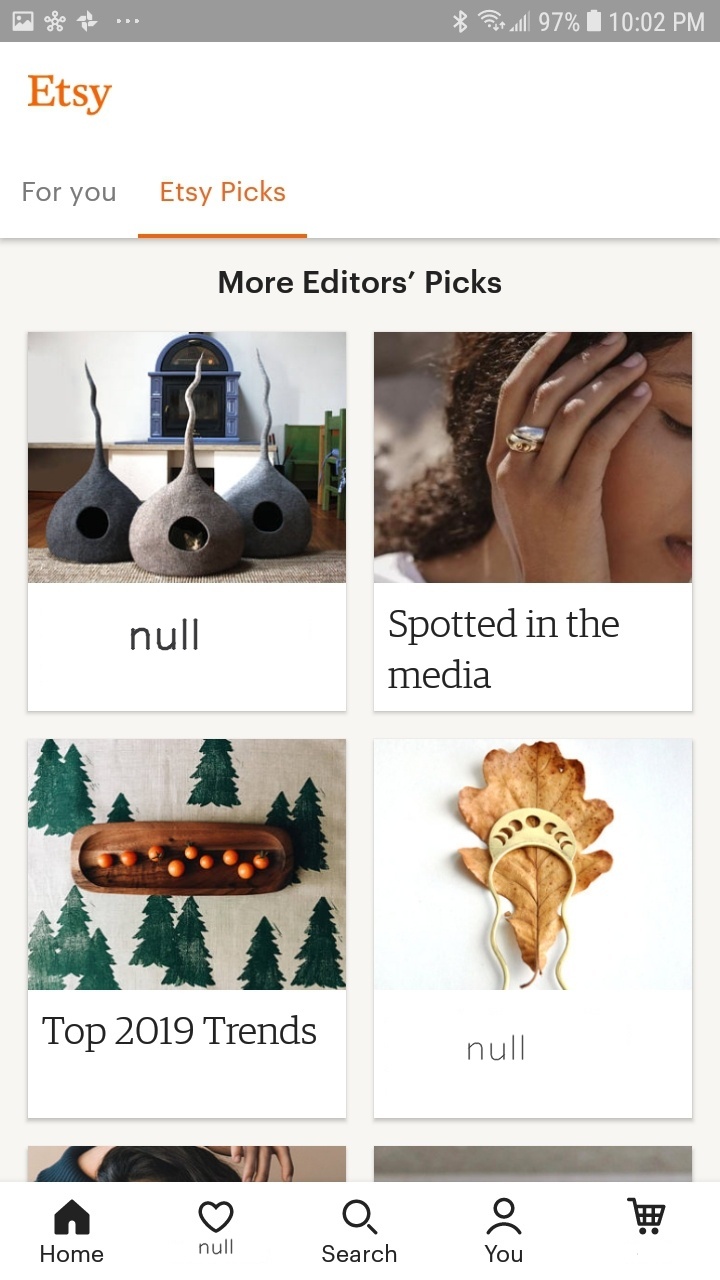 97% 10:02 PM
Etsy
For you Etsy Picks
More Editors’ Picks
null
Spotted in the
media
Top 2019 Trends
null
Home null Search You